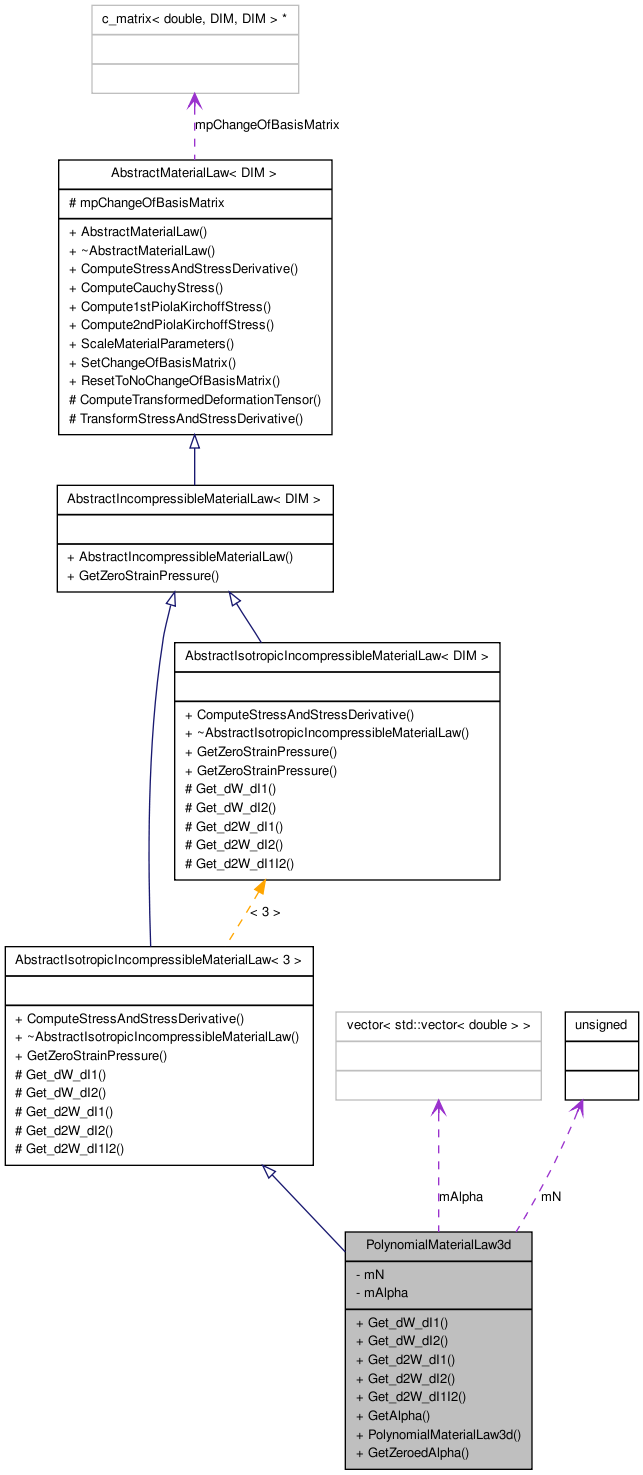 c_matrix< double, DIM, DIM > *
mpChangeOfBasisMatrix
AbstractMaterialLaw< DIM >
# mpChangeOfBasisMatrix
+ AbstractMaterialLaw()
+ ~AbstractMaterialLaw()
+ ComputeStressAndStressDerivative()
+ ComputeCauchyStress()
+ Compute1stPiolaKirchoffStress()
+ Compute2ndPiolaKirchoffStress()
+ ScaleMaterialParameters()
+ SetChangeOfBasisMatrix()
+ ResetToNoChangeOfBasisMatrix()
# ComputeTransformedDeformationTensor()
# TransformStressAndStressDerivative()
AbstractIncompressibleMaterialLaw< DIM >
+ AbstractIncompressibleMaterialLaw()
+ GetZeroStrainPressure()
AbstractIsotropicIncompressibleMaterialLaw< DIM >
+ ComputeStressAndStressDerivative()
+ ~AbstractIsotropicIncompressibleMaterialLaw()
+ GetZeroStrainPressure()
+ GetZeroStrainPressure()
# Get_dW_dI1()
# Get_dW_dI2()
# Get_d2W_dI1()
# Get_d2W_dI2()
# Get_d2W_dI1I2()
< 3 >
AbstractIsotropicIncompressibleMaterialLaw< 3 >
+ ComputeStressAndStressDerivative()
+ ~AbstractIsotropicIncompressibleMaterialLaw()
+ GetZeroStrainPressure()
# Get_dW_dI1()
# Get_dW_dI2()
# Get_d2W_dI1()
# Get_d2W_dI2()
# Get_d2W_dI1I2()
vector< std::vector< double > >
unsigned
mAlpha
mN
PolynomialMaterialLaw3d
- mN
- mAlpha
+ Get_dW_dI1()
+ Get_dW_dI2()
+ Get_d2W_dI1()
+ Get_d2W_dI2()
+ Get_d2W_dI1I2()
+ GetAlpha()
+ PolynomialMaterialLaw3d()
+ GetZeroedAlpha()